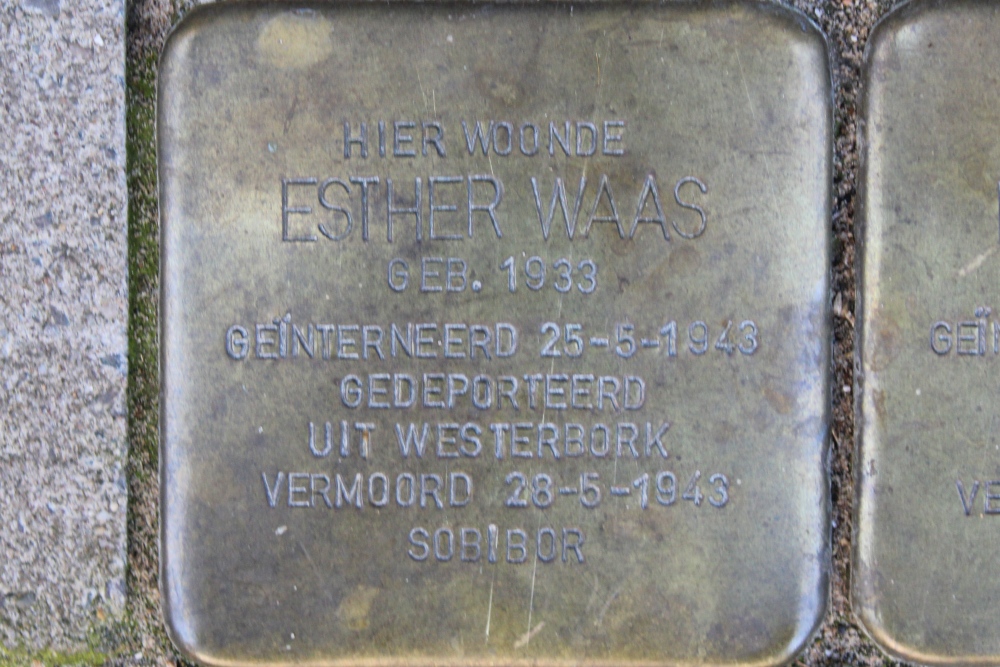 HIER WOONDE
ESTHER WAAS
GEB. 1933
GEÏNTERNEERD 25-5-1943
GEDEPORTEERD
UIT WESTERBORK
VERMOORD 28-5-1943
SOBIBOR